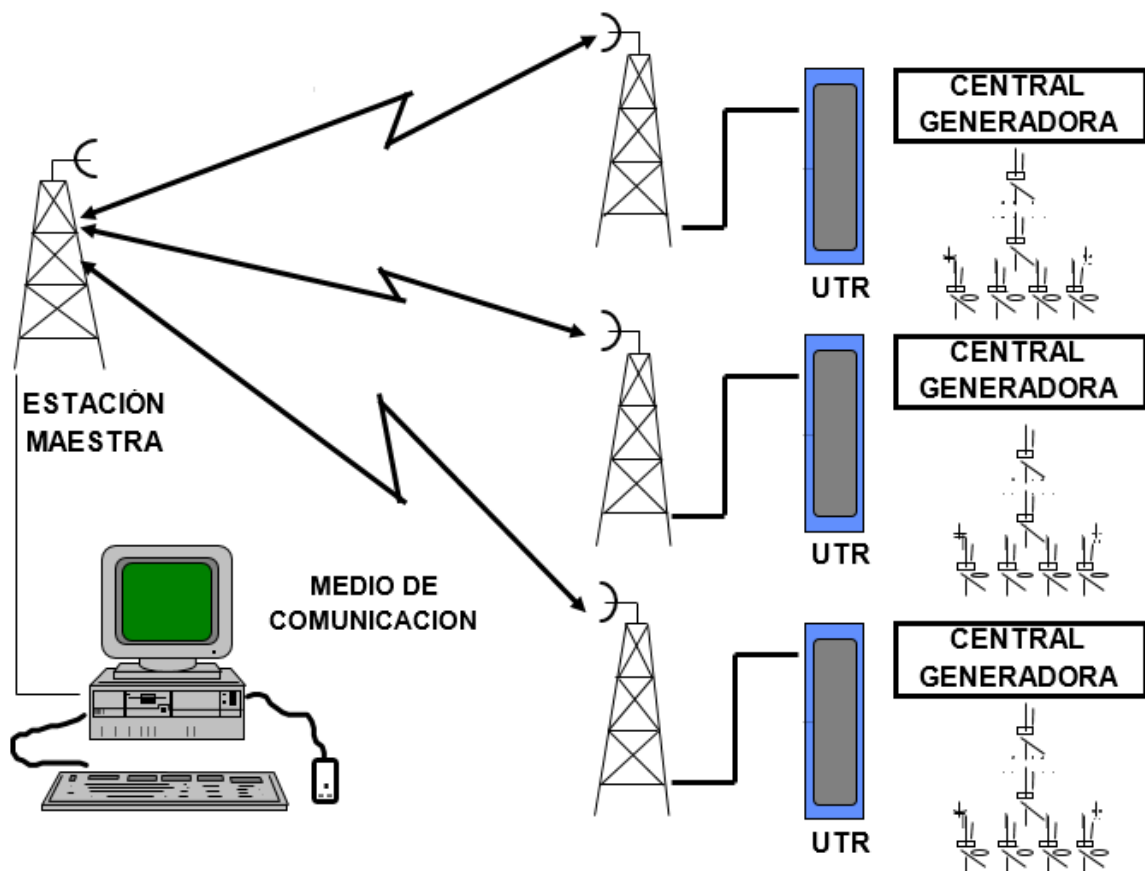 CENTRAL
GENERADORA
UTR
ESTACIÓN
MAESTRA
CENTRAL
GENERADORA
UTR
MEDIO DE
COMUNICACION
CENTRAL
GENERADORA
UTR